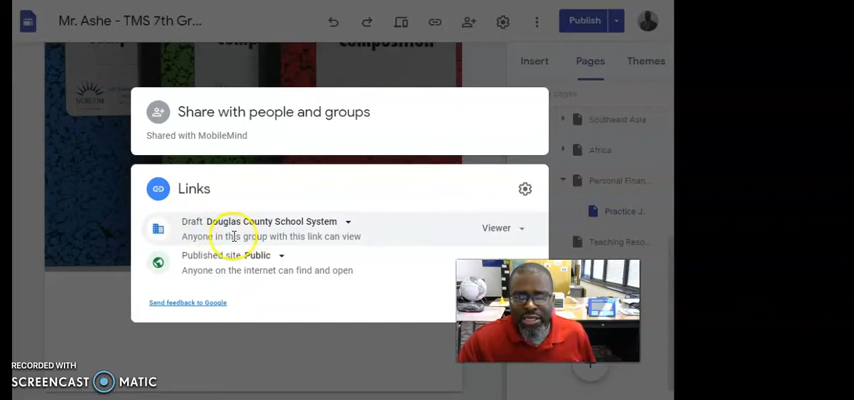 Mr. Ashe - TMS 7th Gr...
Publish
Composition
Insert
Pages
Themes
Share with people and groups
Shared with MobileMind
Links
Draft Douglas County School System
Anyone in this group with this link can view
Viewer
Published site Public
Anyone on the internet can find and open
Send feedback to Google
pages
Southeast Asia
Africa
Personal Finan...
Practice J...
Teaching Reso...
RECORDED WITH
SCREENCAST MATIC